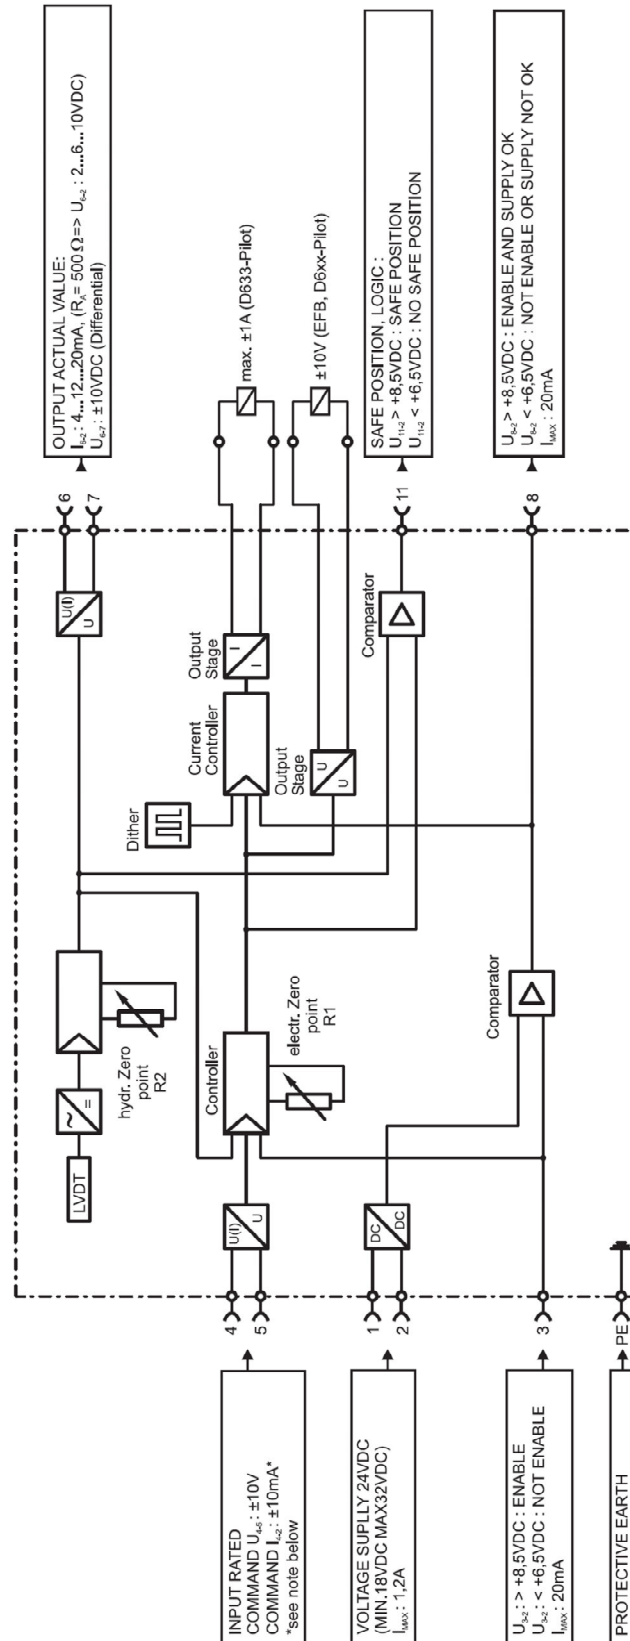 OUTPUT ACTUAL VALUE:
I₆₋₂: 4...12...20mA, (Rₐ= 500 Ω=> U₆₋₂ : 2...6...10VDC)
U₆₋₇: ±10VDC (Differential)
6
7
U(I)
U
max. ±1A (D633-Pilot)
±10V (EFB, D6xx-Pilot)
SAFE POSITION, LOGIC :
U₁₁₋₂ > +8,5VDC : SAFE POSITION
U₁₁₋₂ < +6,5VDC : NO SAFE POSITION
11
U₈₋₂ > +8,5VDC : ENABLE AND SUPPLY OK
U₈₋₂ < +6,5VDC : NOT ENABLE OR SUPPLY NOT OK
Iₘₐₓ : 20mA
8
Output
Stage
I
I
Current
Controller
Dither
Output
Stage
U
U
Comparator
Comparator
LVDT
~
=
hydr. Zero
point
R2
Controller
electr. Zero
point
R1
U(I)
U
DC
DC
4
5
1
2
3
PE
INPUT RATED
COMMAND U₄₋₅ : ±10V
COMMAND I₄₋₂ : ±10mA*
*see note below
VOLTAGE SUPLLY 24VDC
(MIN.18VDC MAX32VDC)
Iₘₐₓ : 1,2A
U₃₋₂: > +8,5VDC : ENABLE
U₃₋₂: < +6,5VDC : NOT ENABLE
Iₘₐₓ : 20mA
PROTECTIVE EARTH